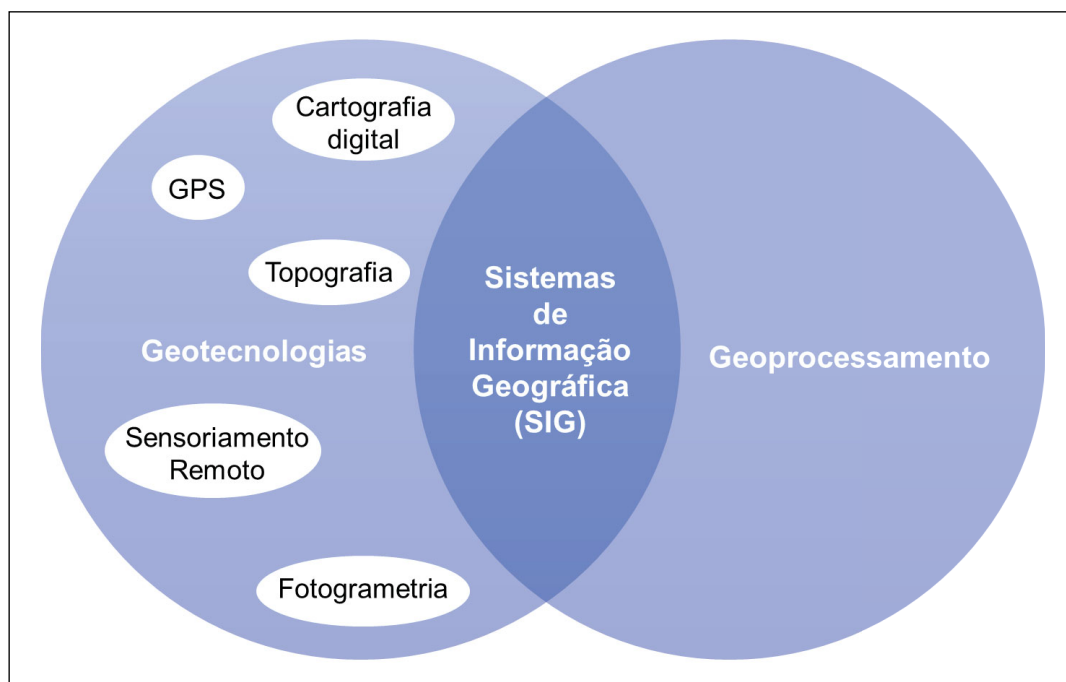 Cartografia
digital
GPS
Topografia
Geotecnologias
Sensoriamento
Remoto
Fotogrametria
Sistemas
de
Informação
Geográfica
(SIG)
Geoprocessamento